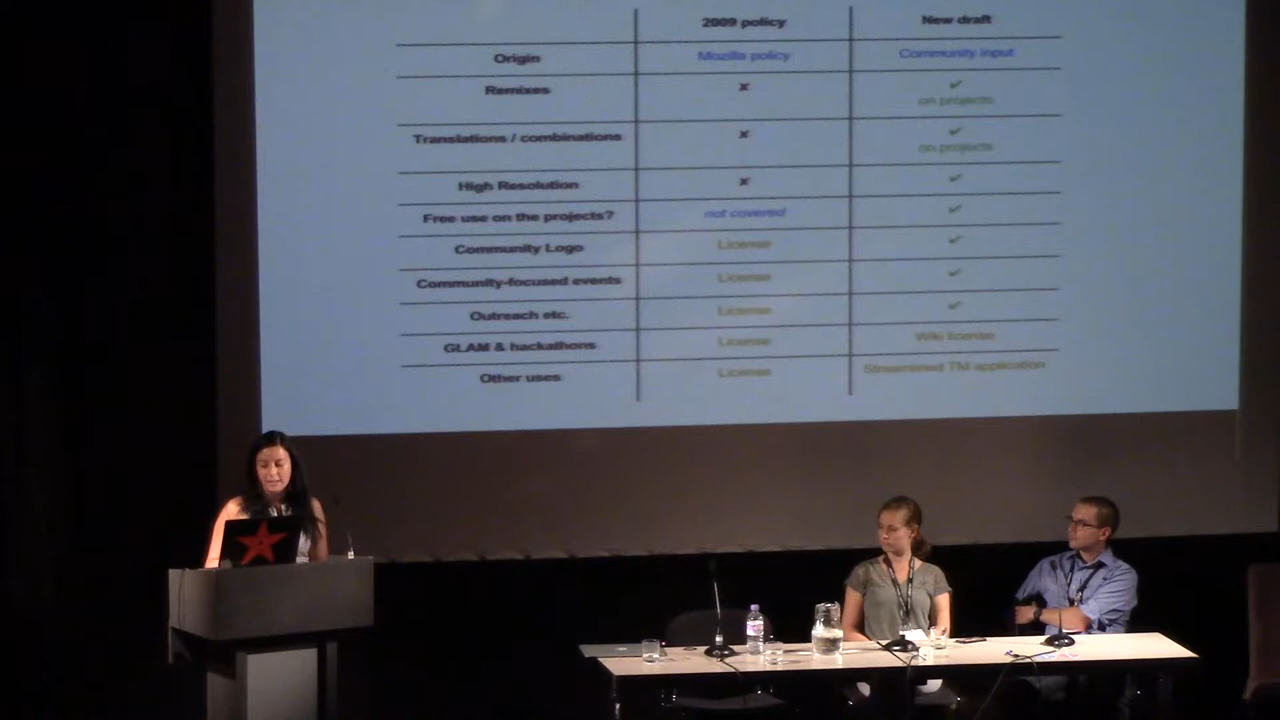 2009 policy New draft
Origin Mozilla policy Community input
Remixes ✘ ✔
on projects
Translations / combinations ✘ ✔
on projects
High Resolution ✘ ✔
Free use on the projects? not covered ✔
Community Logo License ✔
Community-focused events License ✔
Outreach etc. License ✔
GLAM & hackathons License Wiki license
Other uses License Streamlined TM application